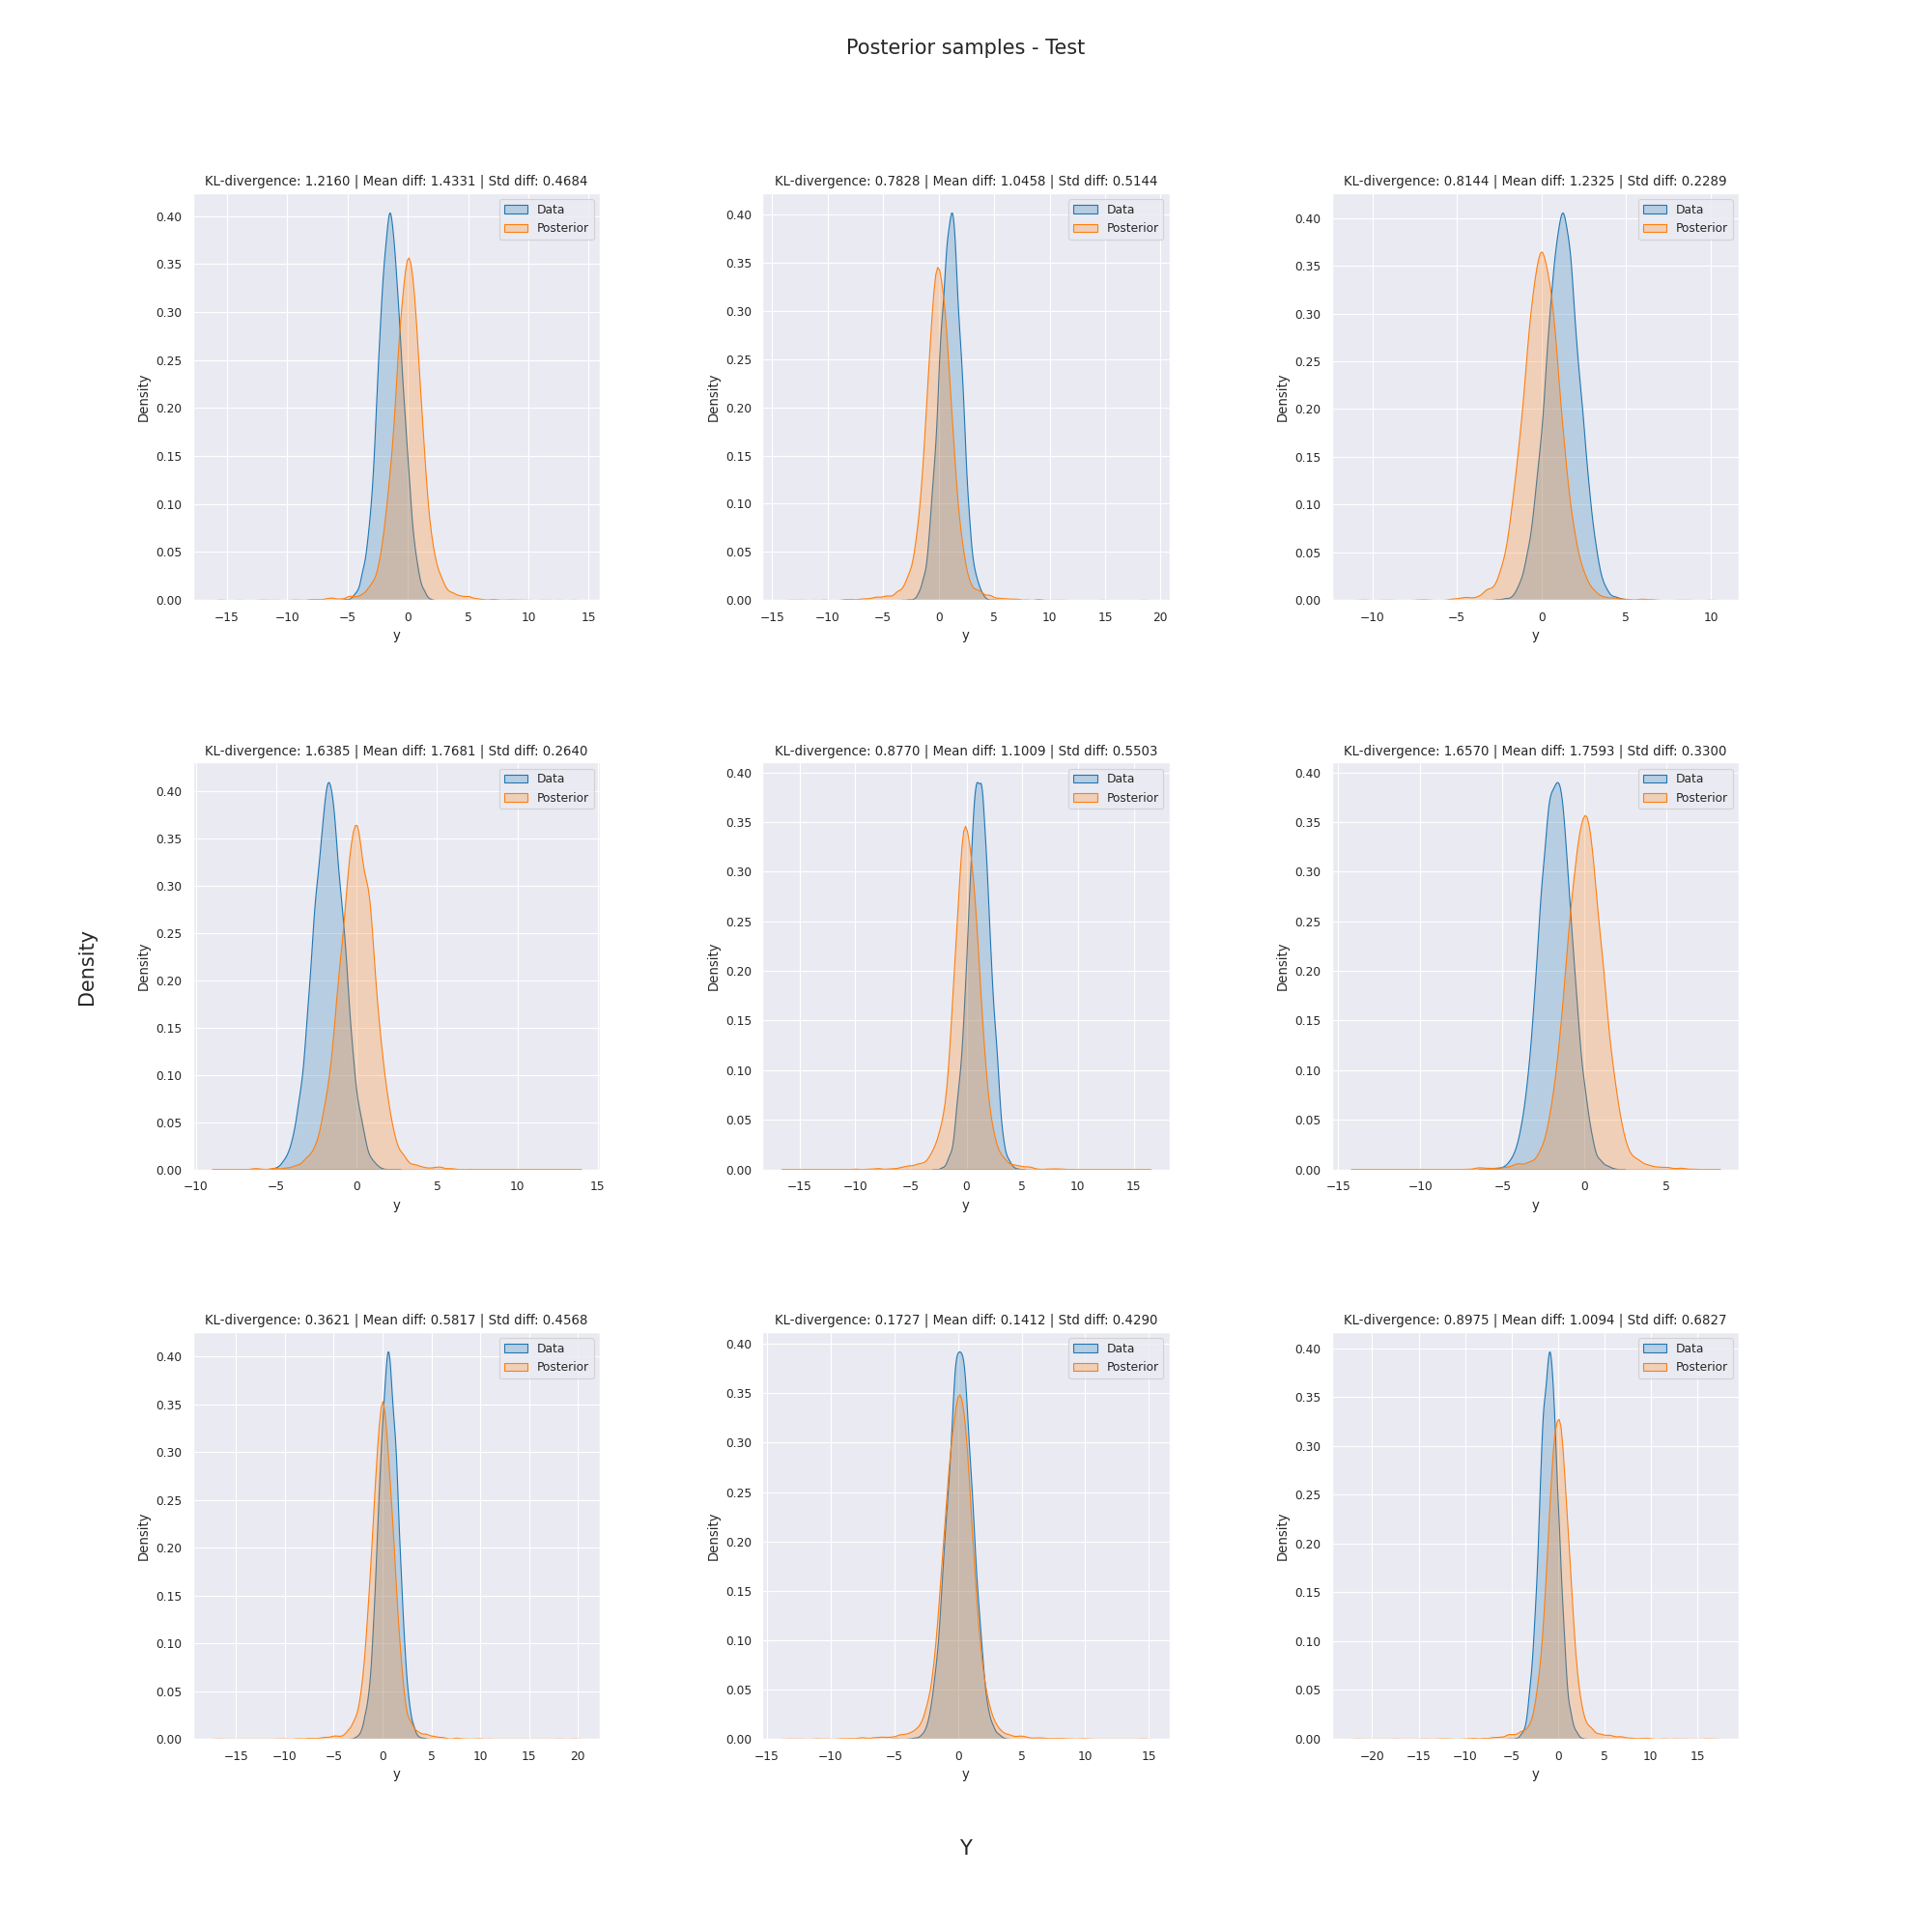 Posterior samples - Test
KL-divergence: 1.2160 | Mean diff: 1.4331 | Std diff: 0.4684
Data
Posterior
0.40
0.35
0.30
0.25
0.20
0.15
0.10
0.05
0.00
Density
−15 −10 −5 0 5 10 15
y
KL-divergence: 0.7828 | Mean diff: 1.0458 | Std diff: 0.5144
Data
Posterior
0.40
0.35
0.30
0.25
0.20
0.15
0.10
0.05
0.00
Density
−15 −10 −5 0 5 10 15 20
y
KL-divergence: 0.8144 | Mean diff: 1.2325 | Std diff: 0.2289
Data
Posterior
0.40
0.35
0.30
0.25
0.20
0.15
0.10
0.05
0.00
Density
−10 −5 0 5 10
y
Density
KL-divergence: 1.6385 | Mean diff: 1.7681 | Std diff: 0.2640
Data
Posterior
0.40
0.35
0.30
0.25
0.20
0.15
0.10
0.05
0.00
Density
−10 −5 0 5 10 15
y
KL-divergence: 0.8770 | Mean diff: 1.1009 | Std diff: 0.5503
Data
Posterior
0.40
0.35
0.30
0.25
0.20
0.15
0.10
0.05
0.00
Density
−15 −10 −5 0 5 10 15
y
KL-divergence: 1.6570 | Mean diff: 1.7593 | Std diff: 0.3300
Data
Posterior
0.40
0.35
0.30
0.25
0.20
0.15
0.10
0.05
0.00
Density
−15 −10 −5 0 5
y
KL-divergence: 0.3621 | Mean diff: 0.5817 | Std diff: 0.4568
Data
Posterior
0.40
0.35
0.30
0.25
0.20
0.15
0.10
0.05
0.00
Density
−15 −10 −5 0 5 10 15 20
y
KL-divergence: 0.1727 | Mean diff: 0.1412 | Std diff: 0.4290
Data
Posterior
0.40
0.35
0.30
0.25
0.20
0.15
0.10
0.05
0.00
Density
−15 −10 −5 0 5 10 15
y
KL-divergence: 0.8975 | Mean diff: 1.0094 | Std diff: 0.6827
Data
Posterior
0.40
0.35
0.30
0.25
0.20
0.15
0.10
0.05
0.00
Density
−20 −15 −10 −5 0 5 10 15
y
Y